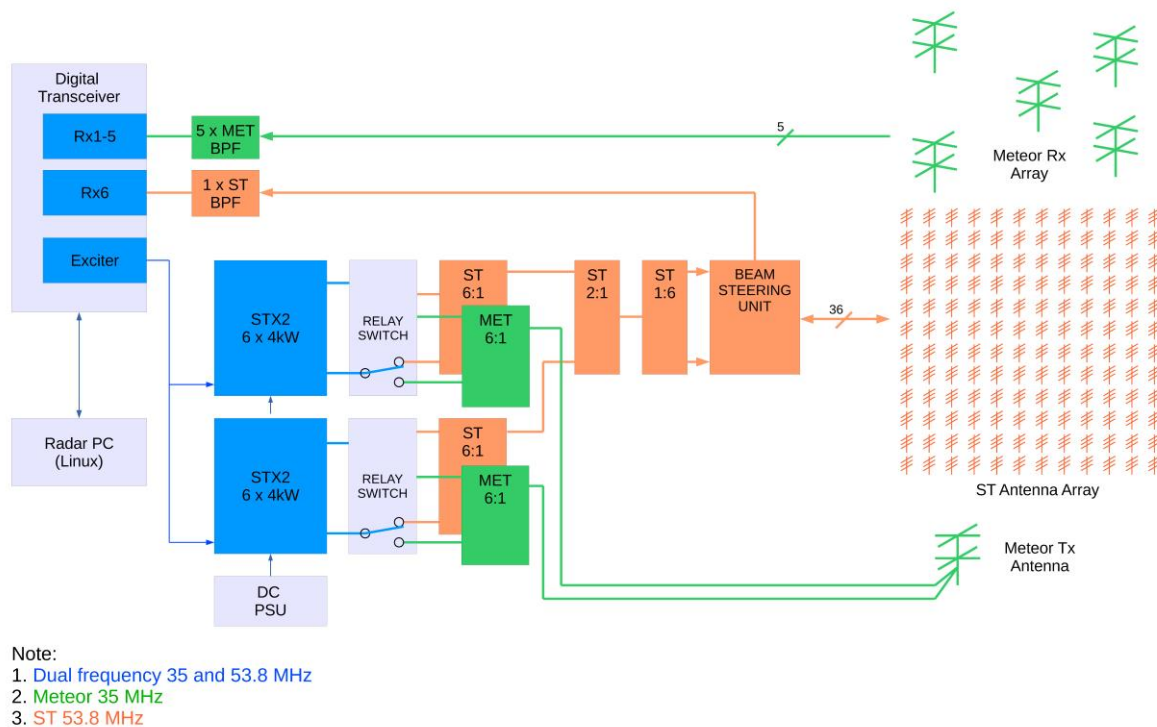 Digital
Transceiver
Rx1-5
5 x MET
BPF
5
Meteor Rx
Array
Rx6
1 x ST
BPF
Exciter
STX2
6 x 4kW
RELAY
SWITCH
ST
6:1
MET
6:1
ST
2:1
ST
1:6
BEAM
STEERING
UNIT
36
ST Antenna Array
Radar PC
(Linux)
STX2
6 x 4kW
RELAY
SWITCH
ST
6:1
MET
6:1
Meteor Tx
Antenna
DC
PSU
Note:
1. Dual frequency 35 and 53.8 MHz
2. Meteor 35 MHz
3. ST 53.8 MHz